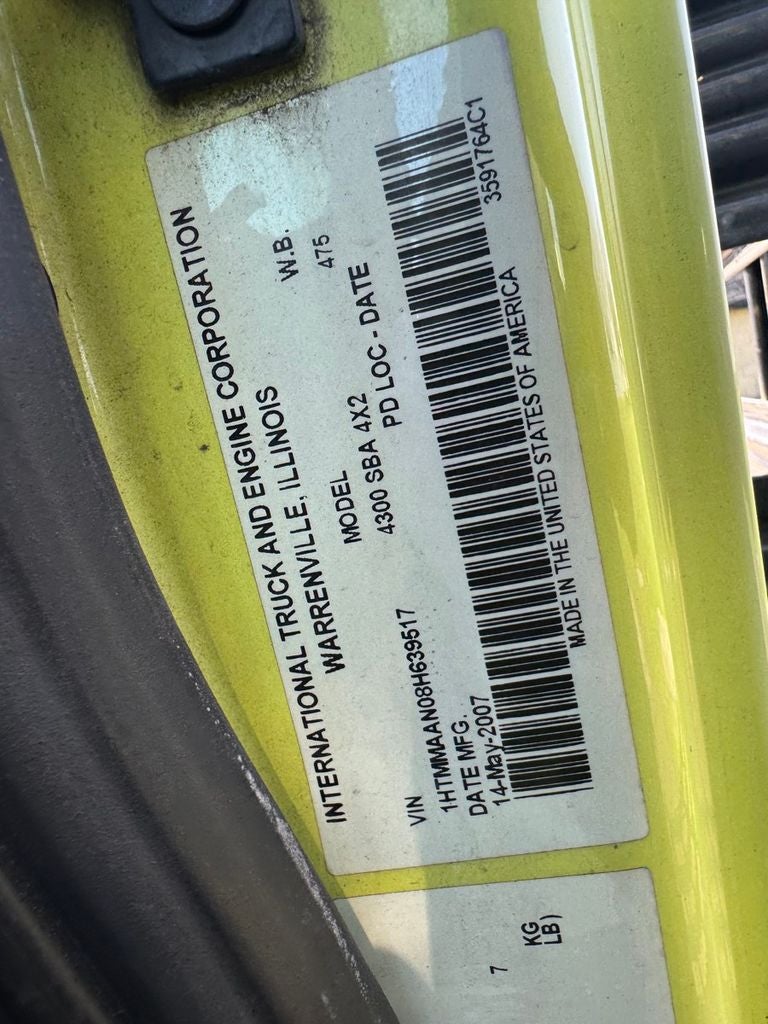 INTERNATIONAL TRUCK AND ENGINE CORPORATION
WARRENVILLE, ILLINOIS
W.B.
MODEL
475
VIN
4300 SBA 4X2
1HTMMAAN08H639517
PD LOC - DATE
DATE MFG.
14-May-2007
3591764C1
MADE IN THE UNITED STATES OF AMERICA
7
KG
LB)